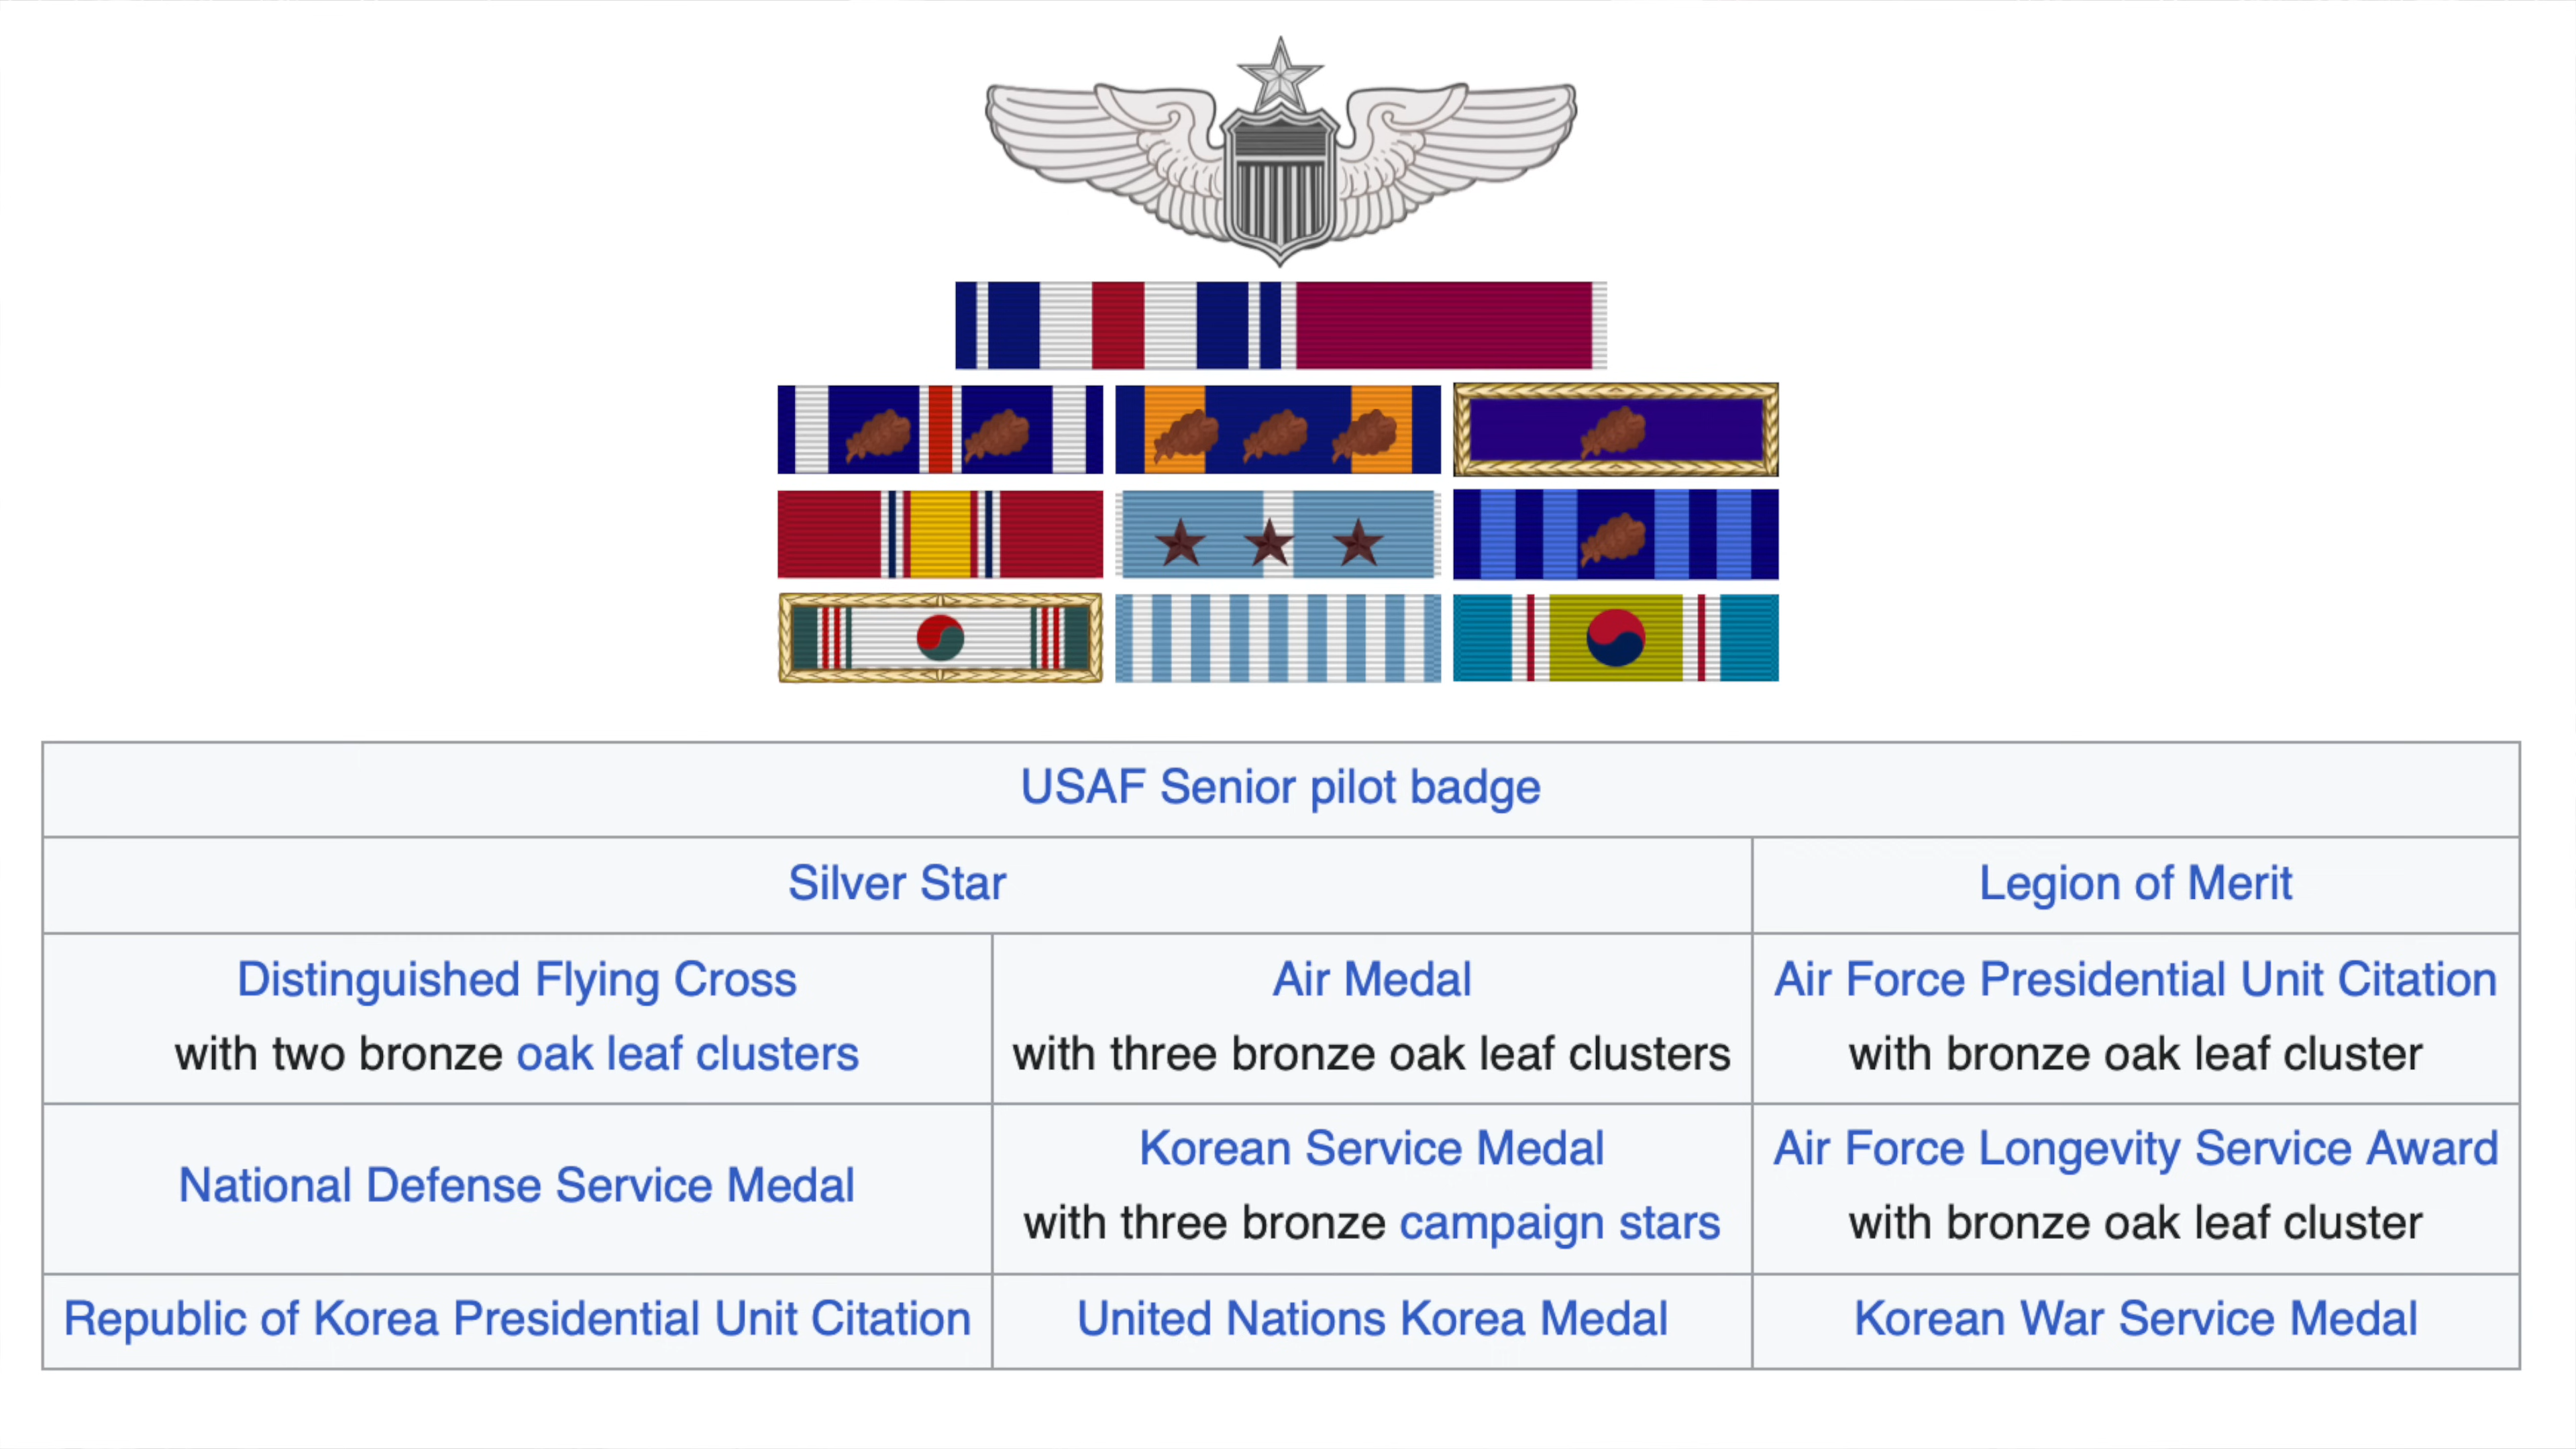 USAF Senior pilot badge
Silver Star
Legion of Merit
Distinguished Flying Cross
with two bronze oak leaf clusters
Air Medal
with three bronze oak leaf clusters
Air Force Presidential Unit Citation
with bronze oak leaf cluster
National Defense Service Medal
Korean Service Medal
with three bronze campaign stars
Air Force Longevity Service Award
with bronze oak leaf cluster
Republic of Korea Presidential Unit Citation
United Nations Korea Medal
Korean War Service Medal